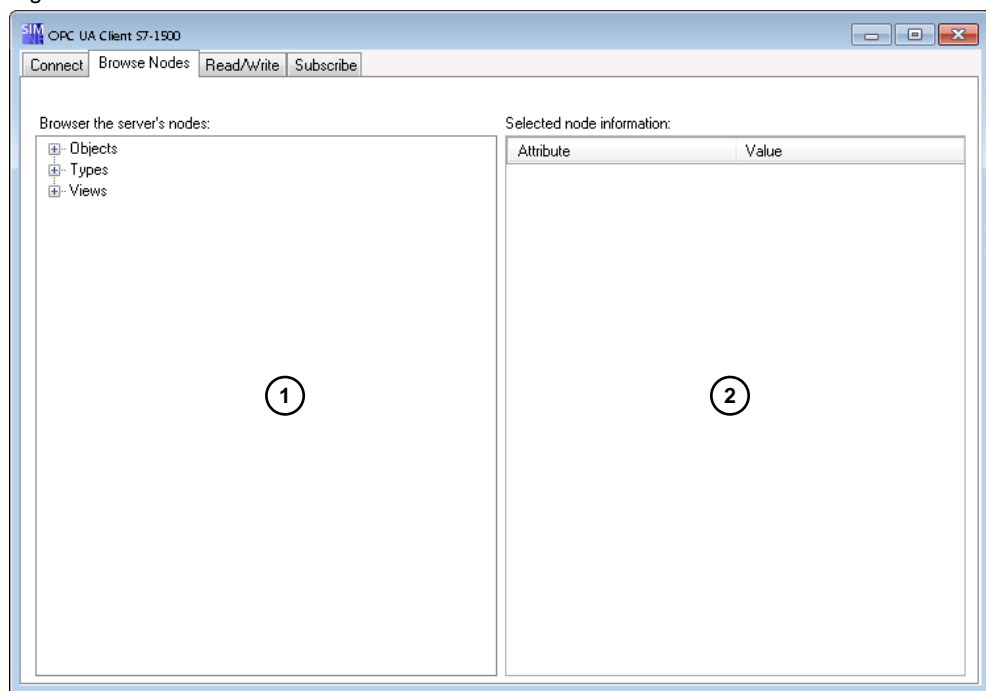 SIM OPC UA Client S7-1500
Connect Browse Nodes Read/Write Subscribe
Browser the server's nodes: Selected node information:
Objects Attribute Value
Types
Views
1 2